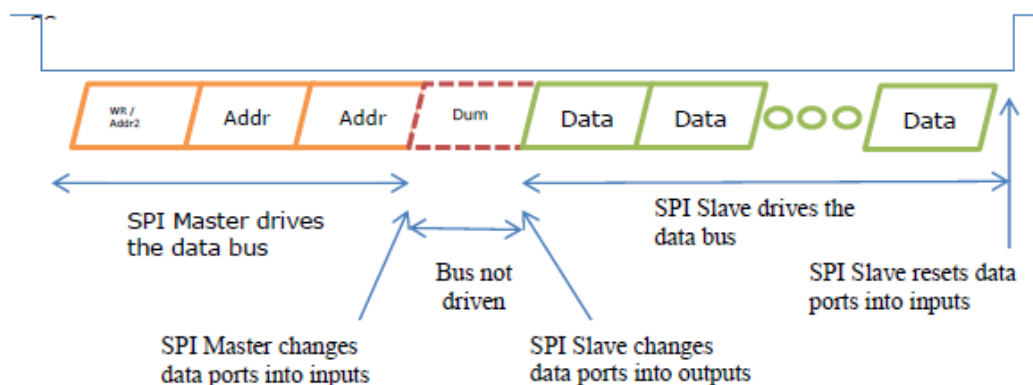 WR /
Addr2
Addr
Addr
Dum
Data
Data
Data
SPI Master drives
the data bus
Bus not
driven
SPI Slave drives the
data bus
SPI Slave resets data
ports into inputs
SPI Master changes
data ports into inputs
SPI Slave changes
data ports into outputs